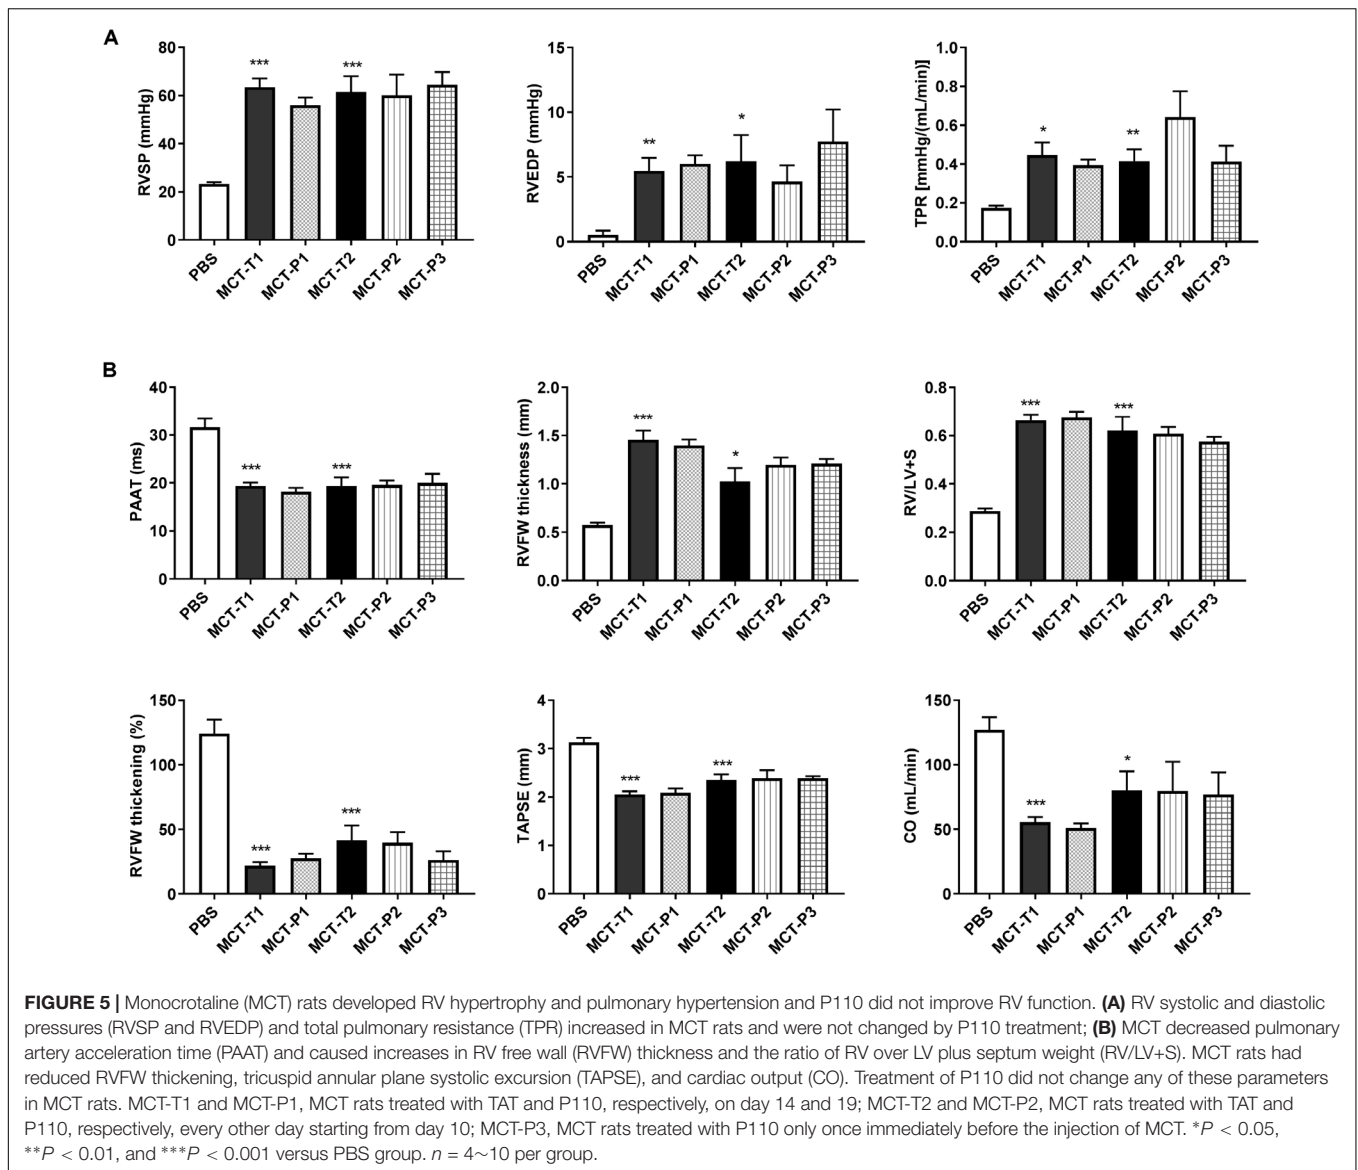 A
RVSP (mmHg)
80
60
40
20
0
*** ***
PBS
MCT-T1
MCT-P1
MCT-T2
MCT-P2
MCT-P3
RVEDP (mmHg)
15
10
5
0
** *
PBS
MCT-T1
MCT-P1
MCT-T2
MCT-P2
MCT-P3
TPR [mmHg/(mL/min)]
1.0
0.8
0.6
0.4
0.2
0.0
* **
PBS
MCT-T1
MCT-P1
MCT-T2
MCT-P2
MCT-P3
B
PAAT (ms)
40
30
20
10
0
*** ***
PBS
MCT-T1
MCT-P1
MCT-T2
MCT-P2
MCT-P3
RVFW thickness (mm)
2.0
1.5
1.0
0.5
0.0
*** *
PBS
MCT-T1
MCT-P1
MCT-T2
MCT-P2
MCT-P3
RV/LV+S
0.8
0.6
0.4
0.2
0.0
*** ***
PBS
MCT-T1
MCT-P1
MCT-T2
MCT-P2
MCT-P3
RVFW thickening (%)
150
100
50
0
*** ***
PBS
MCT-T1
MCT-P1
MCT-T2
MCT-P2
MCT-P3
TAPSE (mm)
4
3
2
1
0
*** ***
PBS
MCT-T1
MCT-P1
MCT-T2
MCT-P2
MCT-P3
CO (mL/min)
150
100
50
0
*** *
PBS
MCT-T1
MCT-P1
MCT-T2
MCT-P2
MCT-P3
FIGURE 5 | Monocrotaline (MCT) rats developed RV hypertrophy and pulmonary hypertension and P110 did not improve RV function. (A) RV systolic and diastolic
pressures (RVSP and RVEDP) and total pulmonary resistance (TPR) increased in MCT rats and were not changed by P110 treatment; (B) MCT decreased pulmonary
artery acceleration time (PAAT) and caused increases in RV free wall (RVFW) thickness and the ratio of RV over LV plus septum weight (RV/LV+S). MCT rats had
reduced RVFW thickening, tricuspid annular plane systolic excursion (TAPSE), and cardiac output (CO). Treatment of P110 did not change any of these parameters
in MCT rats. MCT-T1 and MCT-P1, MCT rats treated with TAT and P110, respectively, on day 14 and 19; MCT-T2 and MCT-P2, MCT rats treated with TAT and
P110, respectively, every other day starting from day 10; MCT-P3, MCT rats treated with P110 only once immediately before the injection of MCT. *P < 0.05,
**P < 0.01, and ***P < 0.001 versus PBS group. n = 4~10 per group.